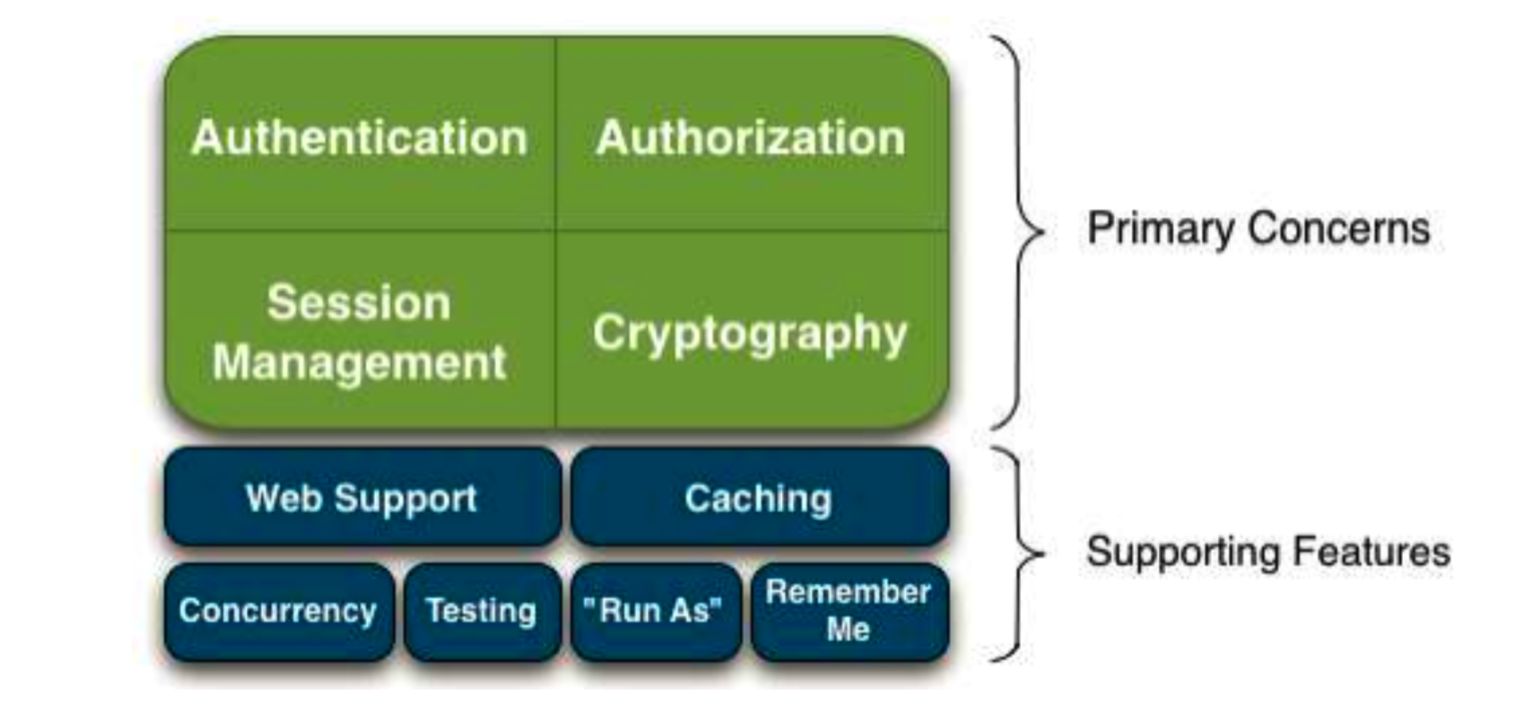 Authentication
Authorization
Session
Management
Cryptography
Primary Concerns
Web Support
Caching
Concurrency
Testing
"Run As"
Remember
Me
Supporting Features